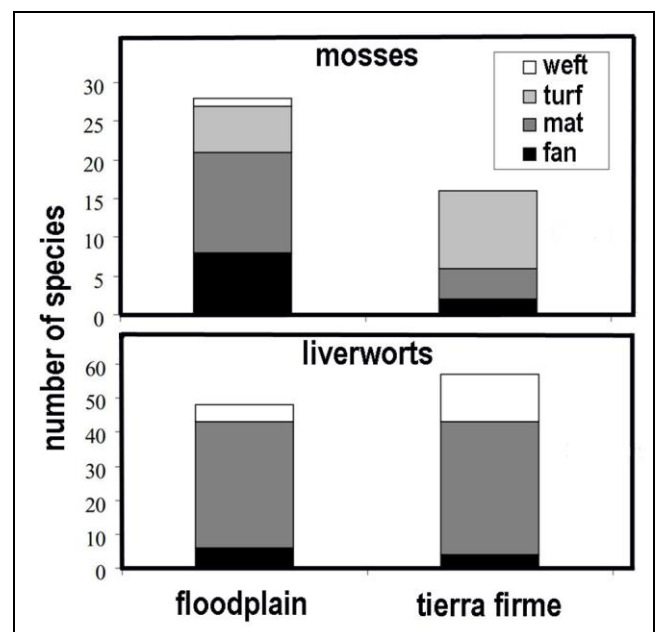 mosses
weft
turf
mat
fan
30
25
20
15
10
5
0
number of species
liverworts
60
50
40
30
20
10
0
floodplain tierra firme